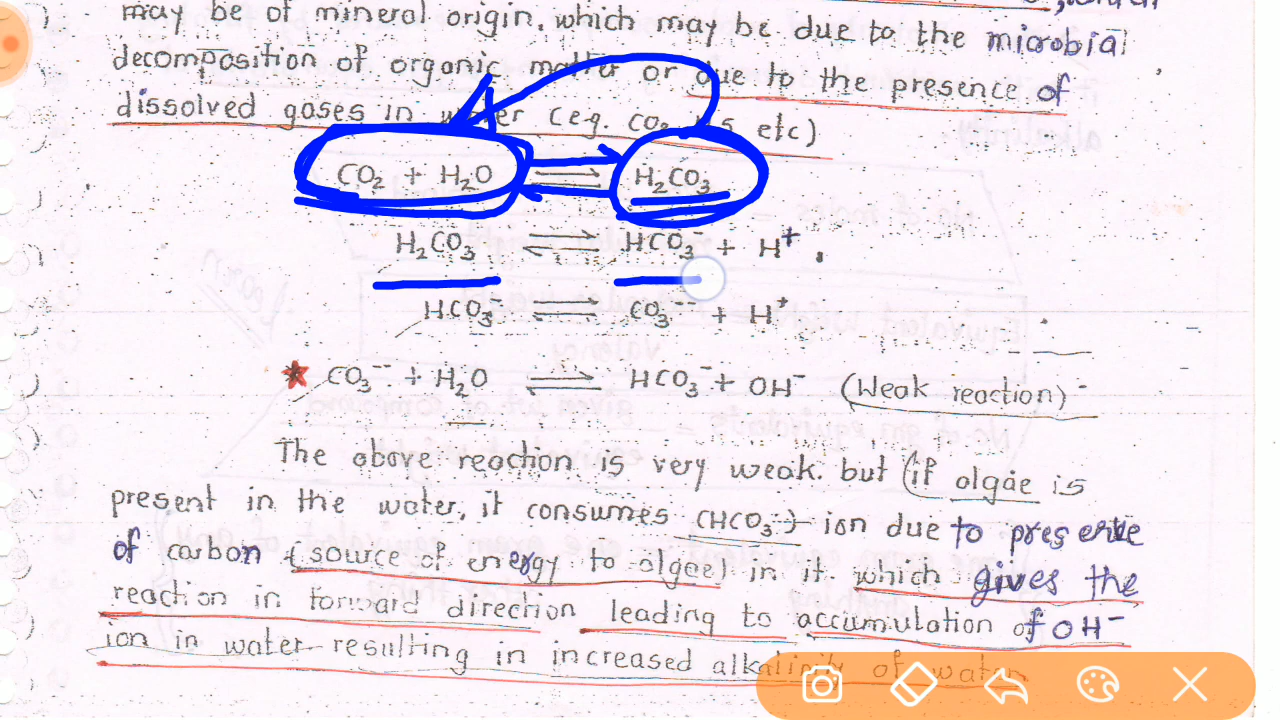 may be of mineral origin, which may be due to the microbial
decomposition of organic matter or due to the presence of
dissolved gases in water (eg. CO2 etc)
CO2 + H2O ⇌ H2CO3
H2CO3 ⇌ HCO3⁻ + H⁺
HCO3⁻ ⇌ CO3⁻⁻ + H⁺
* CO3⁻⁻ + H2O ⇌ HCO3⁻ + OH⁻ (Weak reaction)
The above reaction is very weak. but (if algae is
present in the water, it consumes (HCO3⁻) ion due to presence
of carbon (source of energy to algae) in it. which gives the
reaction in forward direction leading to accumulation of OH⁻
ion in water resulting in increased alkalinity of water